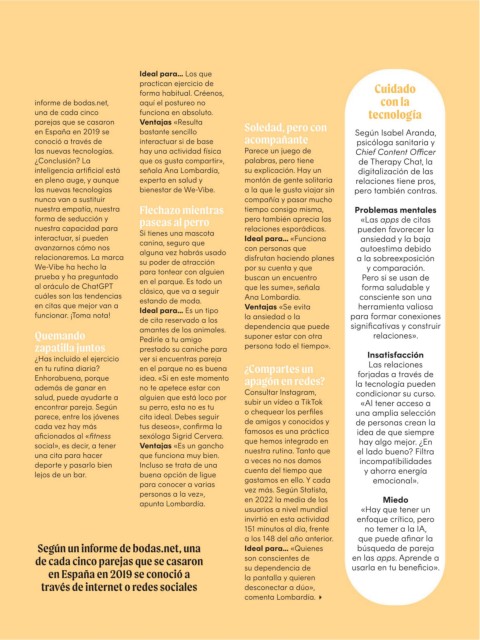 informe de bodas.net,
una de cada cinco
parejas que se casaron
en España en 2019 se
conoció a través de
las nuevas tecnologías.
¿Conclusión? La
inteligencia artificial está
en pleno auge, y aunque
las nuevas tecnologías
nunca van a sustituir
nuestra empatía, nuestra
forma de seducción y
nuestra capacidad para
interactuar, sí pueden
avanzarnos cómo nos
relacionaremos. La marca
We-Vibe ha hecho la
prueba y ha preguntado
al oráculo de ChatGPT
cuáles son las tendencias
en citas que mejor van a
funcionar. ¡Toma nota!
Quemando
zapatilla juntos
¿Has incluido el ejercicio
en tu rutina diaria?
Enhorabuena, porque
además de ganar en
salud, puede ayudarte a
encontrar pareja. Según
parece, entre los jóvenes
cada vez hay más
aficionados al «fitness
social», es decir, a tener
una cita para hacer
deporte y pasarlo bien
lejos de un bar.
Ideal para... Los que
practican ejercicio de
forma habitual. Créenos,
aquí el postureo no
funciona en absoluto.
Ventajas «Resulta
bastante sencillo
interactuar si de base
hay una actividad física
que os gusta compartir»,
señala Ana Lombardía,
experta en salud y
bienestar de We-Vibe.
Flechazo mientras
paseas al perro
Si tienes una mascota
canina, seguro que
alguna vez habrás usado
su poder de atracción
para tontear con alguien
en el parque. Es todo un
clásico, que va a seguir
estando de moda.
Ideal para... Es un tipo
de cita reservado a los
amantes de los animales.
Pedirle a tu amigo
prestado su caniche para
ver si encuentras pareja
en el parque no es buena
idea. «Si en este momento
no te apetece estar con
alguien que está loco por
su perro, esta no es tu
cita ideal. Debes seguir
tus deseos», confirma la
sexóloga Sigrid Cervera.
Ventajas «Es un gancho
que funciona muy bien.
Incluso se trata de una
buena opción de ligue
para conocer a varias
personas a la vez»,
apunta Lombardía.
Según un informe de bodas.net, una
de cada cinco parejas que se casaron
en España en 2019 se conoció a
través de internet o redes sociales
Soledad, pero con
acompañante
Parece un juego de
palabras, pero tiene
su explicación. Hay un
montón de gente solitaria
a la que le gusta viajar sin
compañía y pasar mucho
tiempo consigo misma,
pero también aprecia las
relaciones esporádicas.
Ideal para... «Funciona
con personas que
disfrutan haciendo planes
por su cuenta y que
buscan un encuentro
que les llene», señala
Ana Lombardía.
Ventajas «Se evita
la ansiedad o la
dependencia que puede
suponer estar con otra
persona todo el tiempo».
¿Compartes un
apagón en redes?
Consultar Instagram,
subir un vídeo a TikTok
o chequear los perfiles
de amigos y conocidos y
famosos es una práctica
que hemos integrado en
nuestra rutina. Tanto que
a veces no nos damos
cuenta del tiempo que
gastamos en ello. Y cada
vez más. Según Statista,
en 2022 la media de los
usuarios a nivel mundial
invirtió en esta actividad
151 minutos al día, frente
a los 148 del año anterior.
Ideal para... «Quienes
son conscientes de
su dependencia de
la pantalla y quieren
desconectar a dúo»,
comenta Lombardía.
Cuidado
con la
tecnología
Según Isabel Aranda,
psicóloga sanitaria y
Chief Content Officer
de Therapy Chat, la
digitalización de las
relaciones tiene pros,
pero también contras.
Problemas mentales
«Las apps de citas
pueden favorecer la
ansiedad y la baja
autoestima debido
a la sobreexposición
y comparación.
Pero si se usan de
forma saludable y
consciente son una
herramienta valiosa
para formar conexiones
significativas y construir
relaciones».
Insatisfacción
Las relaciones
forjadas a través de
la tecnología pueden
condicionar su curso.
«Al tener acceso a
una amplia selección
de personas crean la
idea de que siempre
hay algo mejor. ¿En
el lado bueno? Filtra
incompatibilidades
y ahorra energía
emocional».
Miedo
«Hay que tener un
enfoque crítico, pero
no temer a la IA,
que puede afinar la
búsqueda de pareja
en las apps. Aprende a
usarla en tu beneficio».